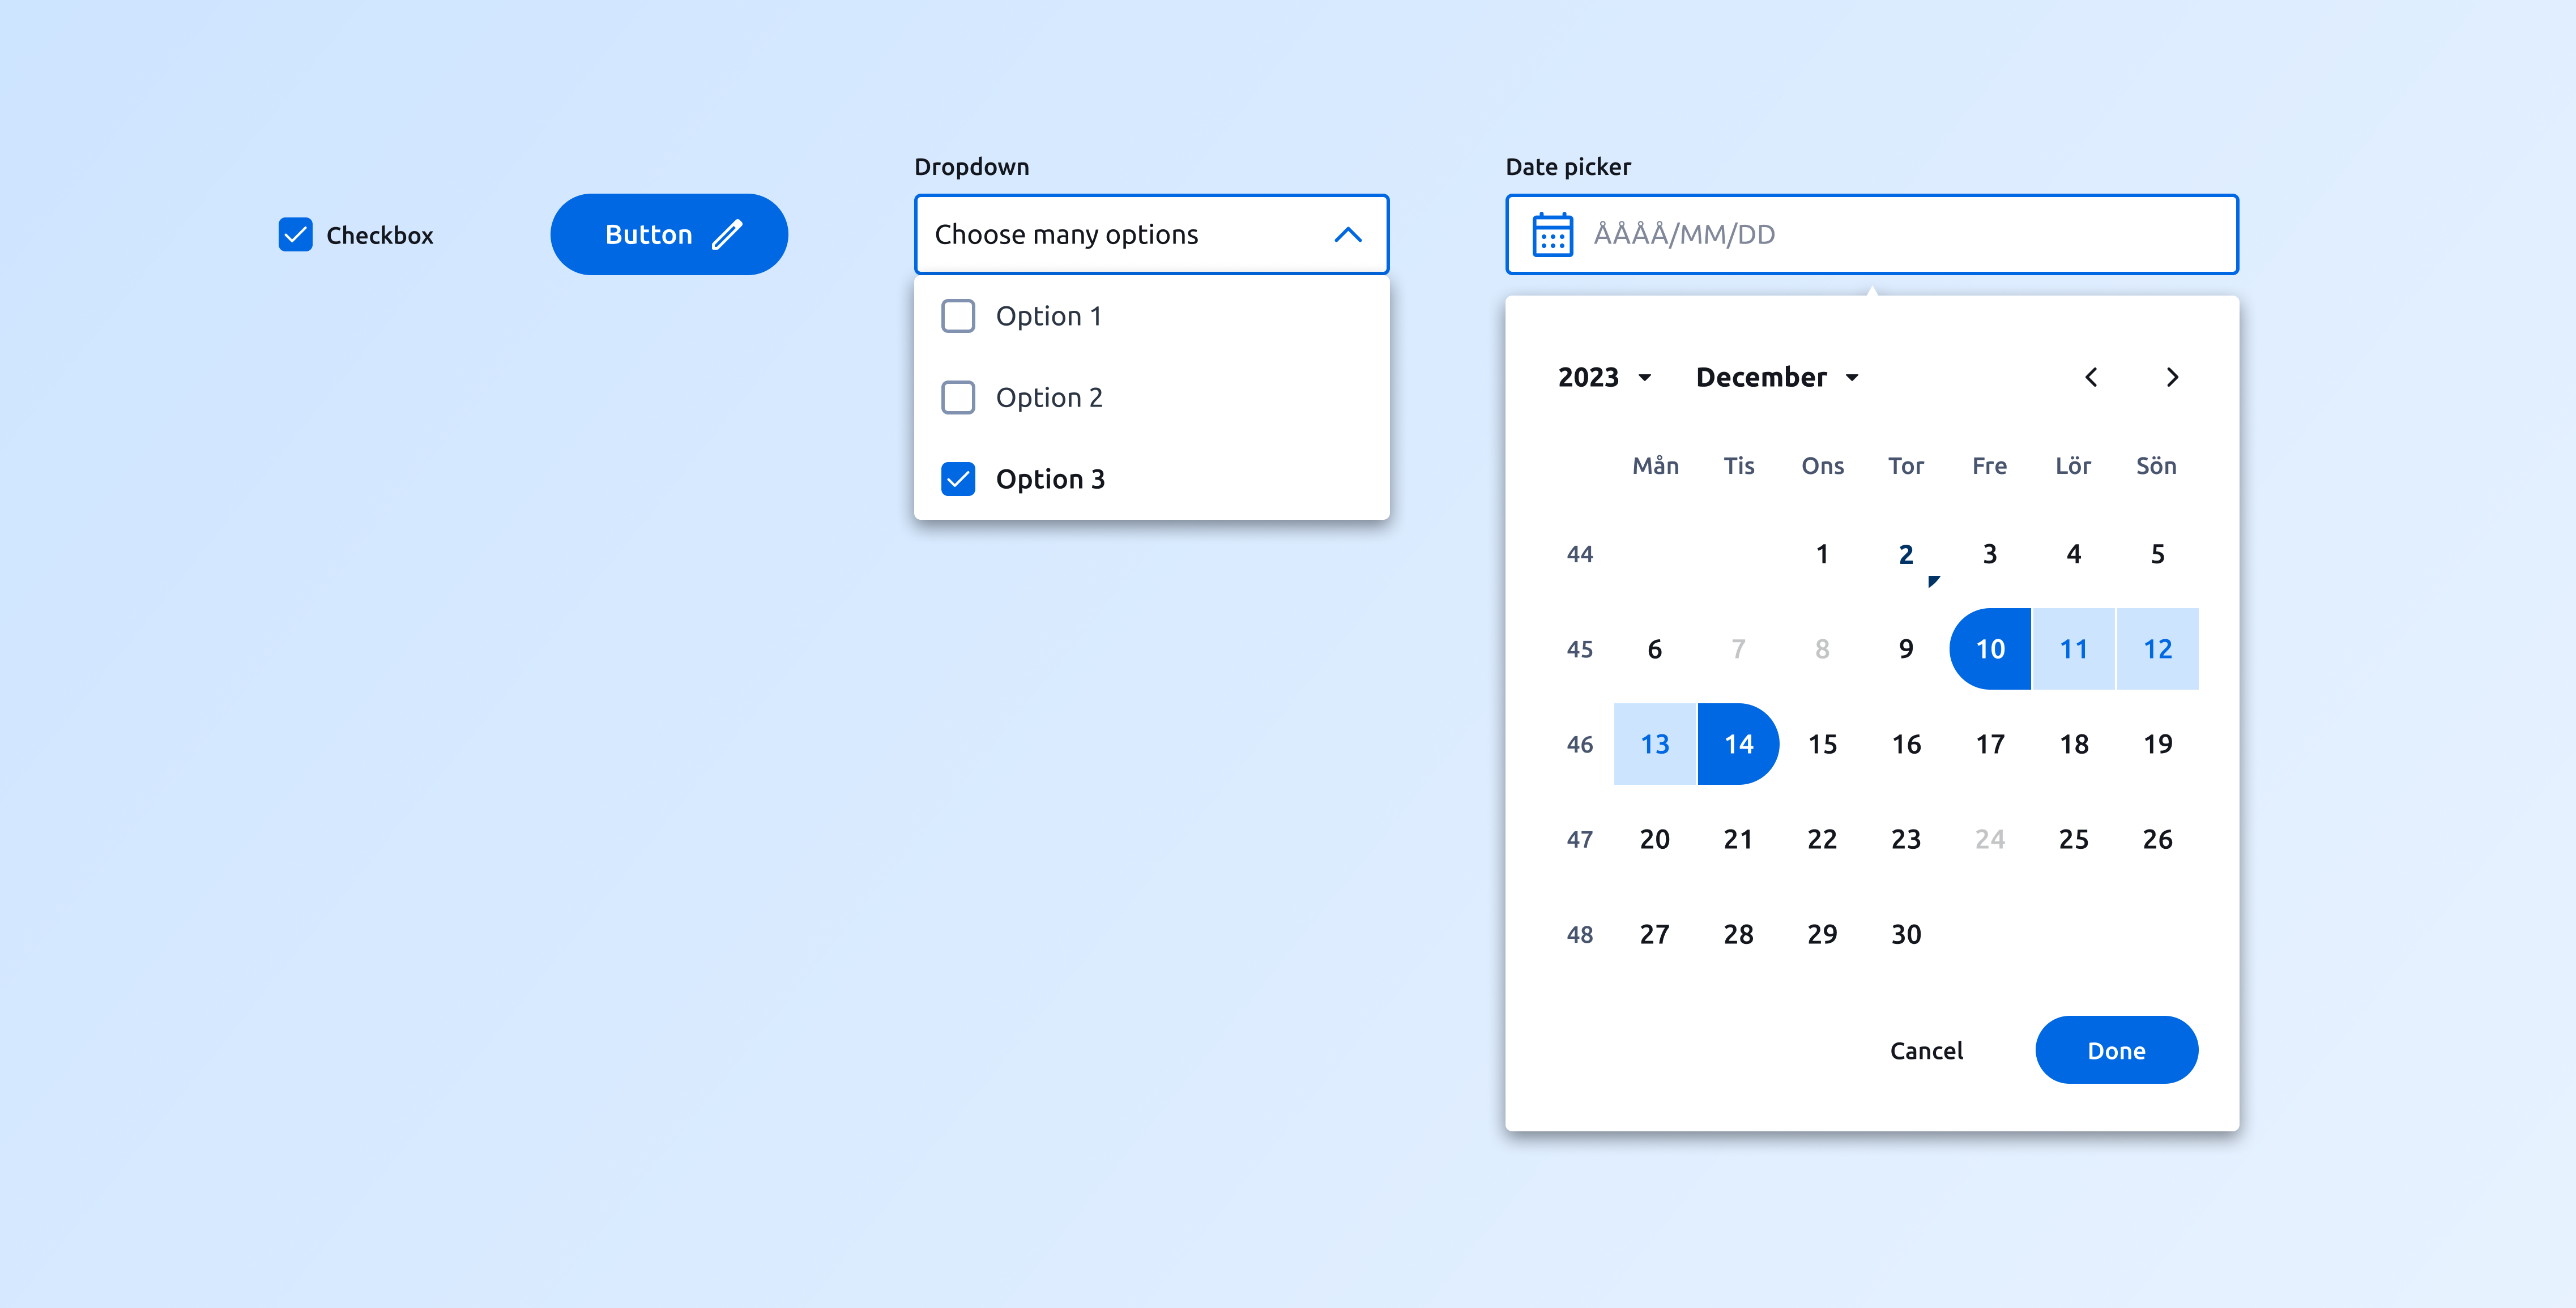 Checkbox
Button
Dropdown
Choose many options
Option 1
Option 2
Option 3
Date picker
ÅÅÅÅ/MM/DD
2023 December
Mån Tis Ons Tor Fre Lör Sön
44 1 2 3 4 5
45 6 7 8 9 10 11 12
46 13 14 15 16 17 18 19
47 20 21 22 23 24 25 26
48 27 28 29 30
Cancel Done